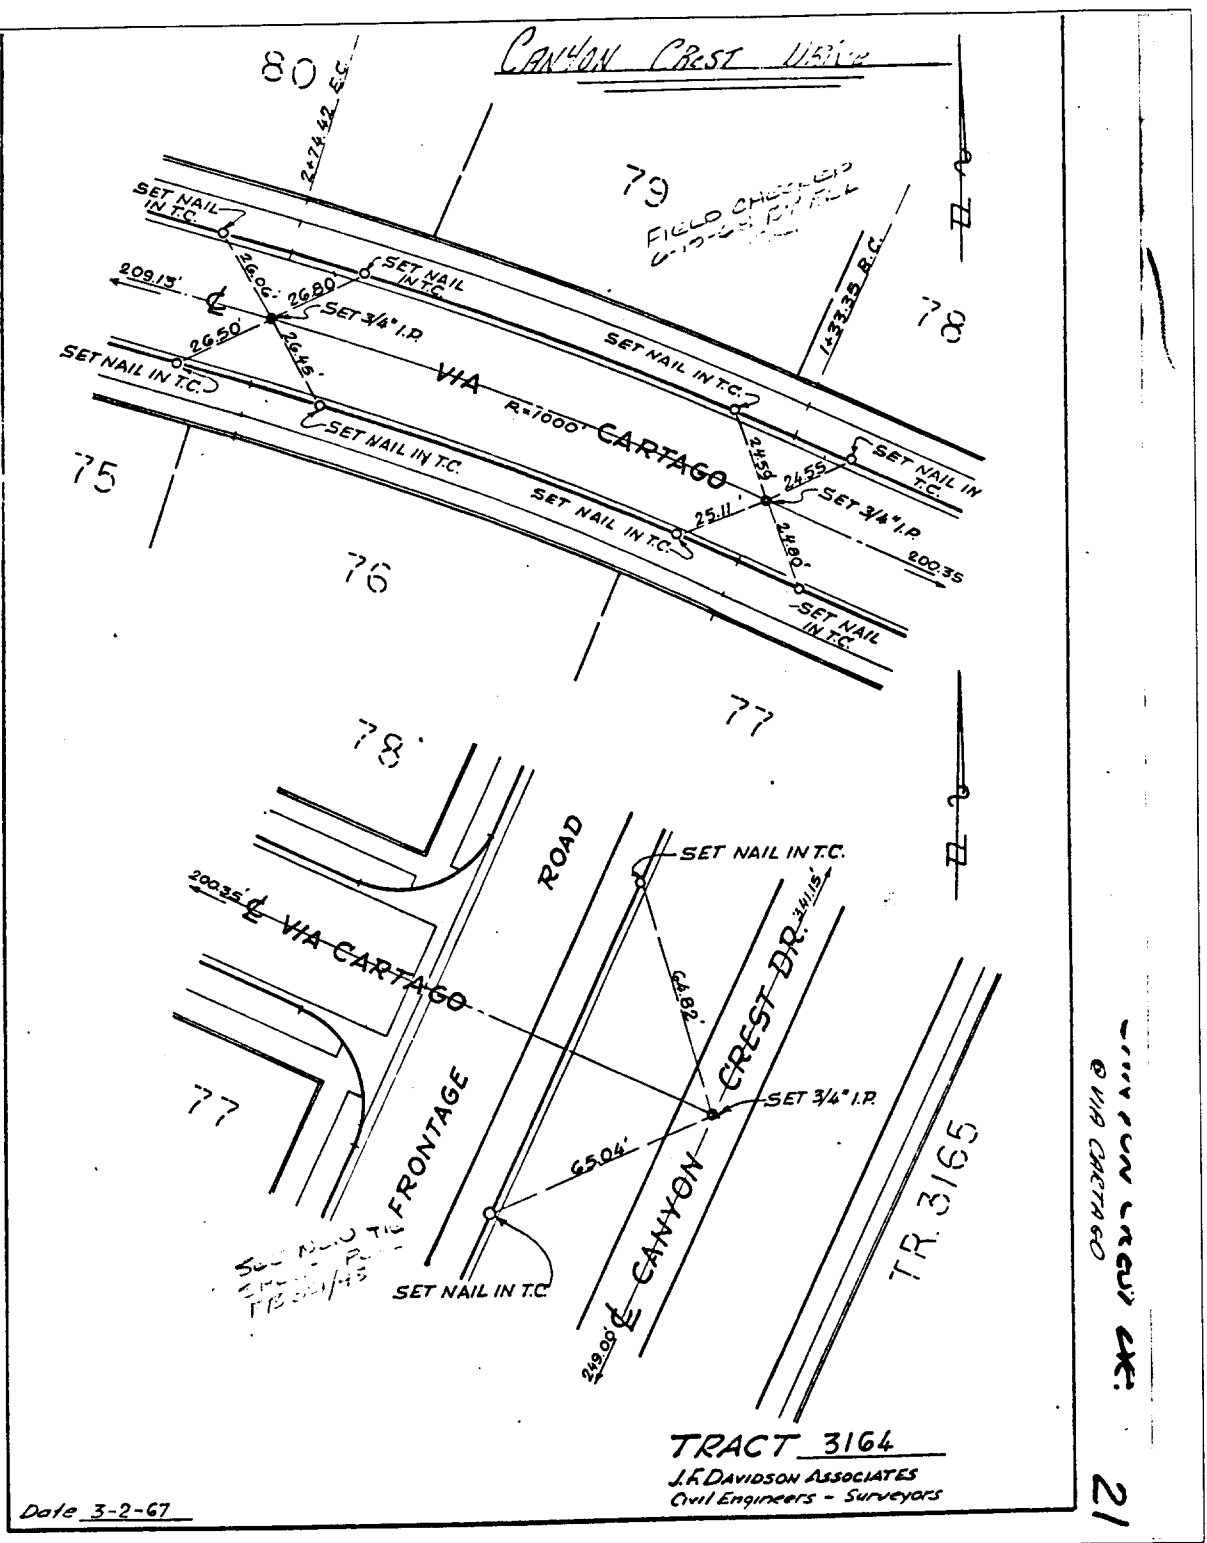 CANYON CREST DRIVE
80
2+74.42 E.C.
79
FIELD CHECKED
78
1+33.35 B.C.
SET NAIL
IN T.C.
209.13'
℄
26.06'
26.80'
SET NAIL
IN T.C.
SET 3/4" I.P.
26.50'
26.45'
SET NAIL IN T.C.
SET NAIL IN T.C.
VIA CARTAGO
R=1000'
SET NAIL IN T.C.
24.59'
24.55'
SET NAIL IN
T.C.
SET 3/4" I.P.
25.11'
24.80'
SET NAIL IN T.C.
200.35
SET NAIL
IN T.C.
75
76
77
78
ROAD
SET NAIL IN T.C.
200.35' ℄ VIA CARTAGO
341.15'
64.82'
SET 3/4" I.P.
65.04'
77
FRONTAGE
℄ CANYON CREST DR.
249.00'
SET NAIL IN T.C.
TR. 3165
TRACT 3164
J.F. DAVIDSON ASSOCIATES
Civil Engineers - Surveyors
Date 3-2-67
@ VIA CARTAGO
21